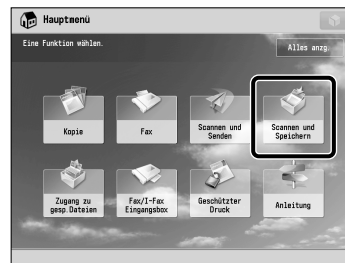 Hauptmenü
Eine Funktion wählen.
Alles anzg.
Kopie
Fax
Scannen und
Senden
Scannen und
Speichern
Zugang zu
gesp.Dateien
Fax/I-Fax
Eingangsbox
Geschützter
Druck
Anleitung